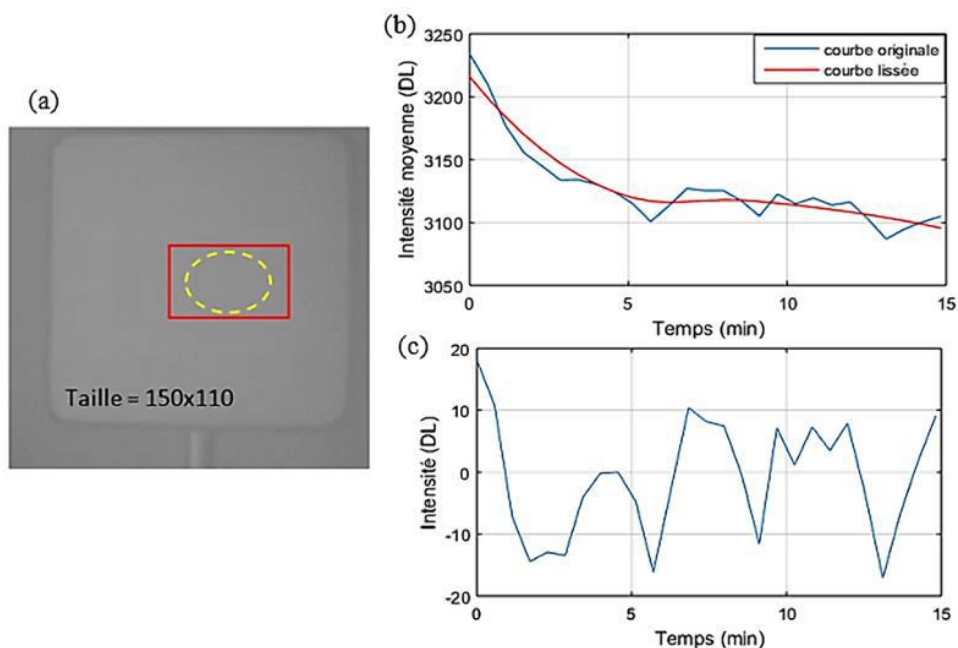 (a)
Taille = 150x110
(b)
3250
3200
3150
3100
3050
Intensité moyenne (DL)
courbe originale
courbe lissée
0
5
10
15
Temps (min)
(c)
20
10
0
-10
-20
Intensité (DL)
0
5
10
15
Temps (min)